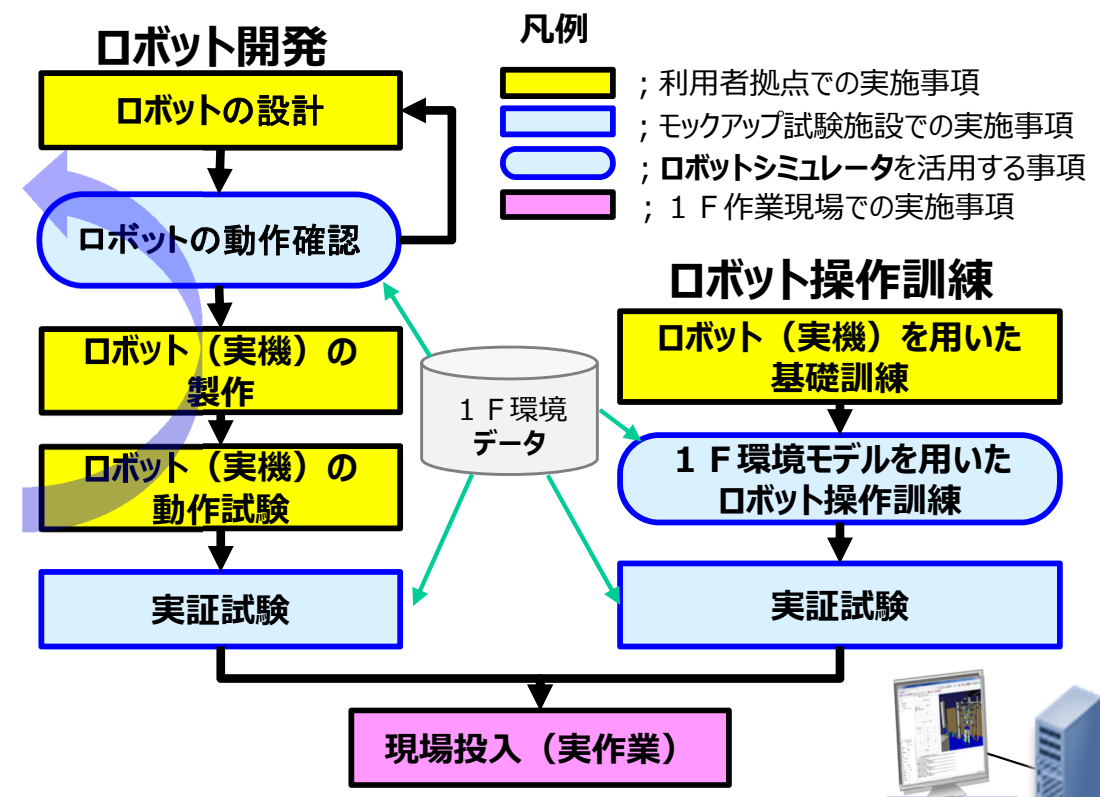 ロボット開発
ロボットの設計
ロボットの動作確認
ロボット（実機）の
製作
ロボット（実機）の
動作試験
実証試験
凡例
；利用者拠点での実施事項
；モックアップ試験施設での実施事項
；ロボットシミュレータを活用する事項
；１Ｆ作業現場での実施事項
１Ｆ環境
データ
ロボット操作訓練
ロボット（実機）を用いた
基礎訓練
１Ｆ環境モデルを用いた
ロボット操作訓練
実証試験
現場投入（実作業）